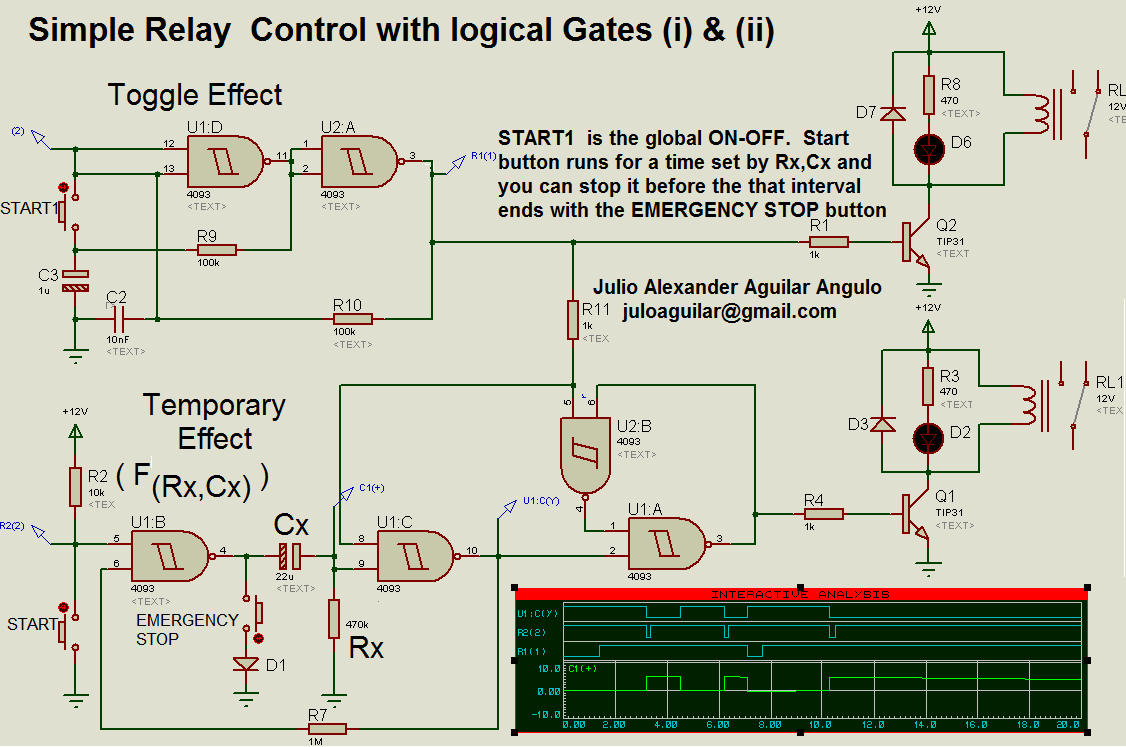 Simple Relay Control with logical Gates (i) & (ii)
+12V
Toggle Effect
R8
470
<TEXT>
D7
D6
RL
12V
<TE
(2)
U1:D
12
13
11
4093
<TEXT>
U2:A
1
2
3
4093
<TEXT>
R1(1)
START1 is the global ON-OFF. Start
button runs for a time set by Rx,Cx and
you can stop it before the that interval
ends with the EMERGENCY STOP button
START1
R9
100k
R1
1k
Q2
TIP31
<TEXT
C3
1u
C2
10nF
<TEXT>
R10
100k
<TEXT>
R11
1k
<TEX
Julio Alexander Aguilar Angulo
juloaguilar@gmail.com
+12V
R3
470
<TEXT
D3
D2
RL1
12V
<TEX
Temporary
Effect
( F(Rx,Cx) )
+12V
R2
10k
<TEX
5
6
U2:B
4093
<TEXT>
4
C1(+)
U1:C(Y)
R2(2)
U1:B
5
6
4
4093
<TEXT>
Cx
22u
<TEXT>
U1:C
8
9
10
4093
U1:A
1
2
3
4093
R4
1k
Q1
TIP31
<TEXT>
START
EMERGENCY
STOP
D1
470k
Rx
R7
1M
INTERACTIVE ANALYSIS
U1:C(Y)
R2(2)
R1(1)
C1(+)
10.0
0.00
-10.0
0.00 2.00 4.00 6.00 8.00 10.0 12.0 14.0 16.0 18.0 20.0